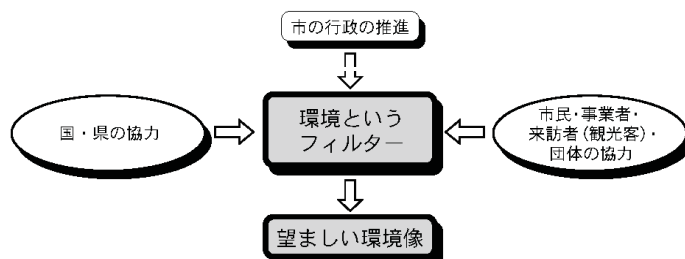 市の行政の推進
国・県の協力
環境という
フィルター
市民・事業者・
来訪者(観光客)・
団体の協力
望ましい環境像